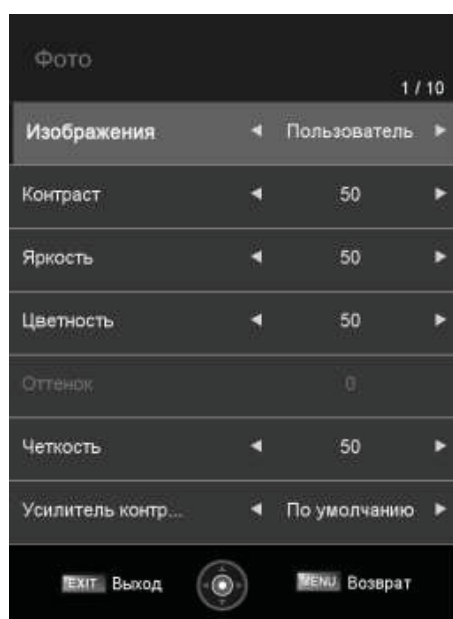 Фото
1 / 10
Изображения ◄ Пользователь ►
Контраст ◄ 50 ►
Яркость ◄ 50 ►
Цветность ◄ 50 ►
Оттенок 0
Четкость ◄ 50 ►
Усилитель контр... ◄ По умолчанию ►
EXIT Выход MENU Возврат